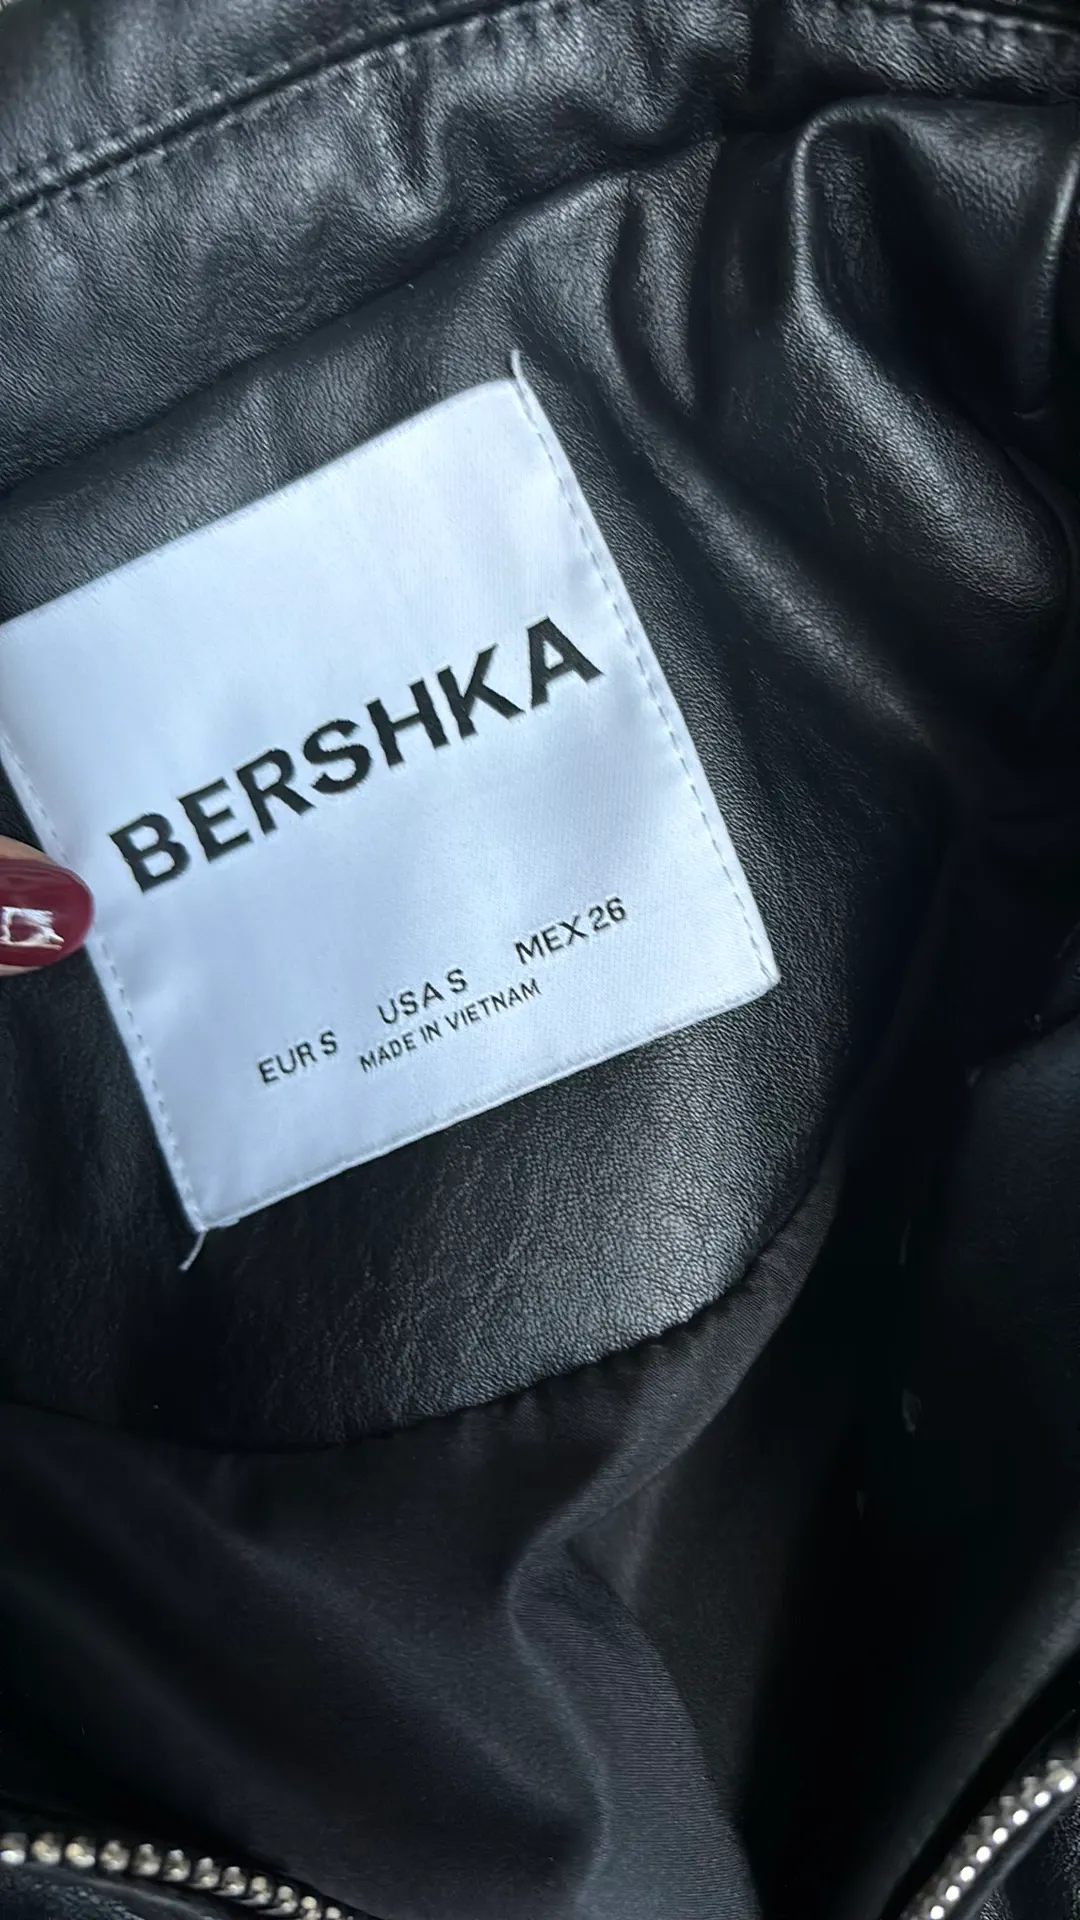 BERSHKA
EUR S USA S MEX 26
MADE IN VIETNAM